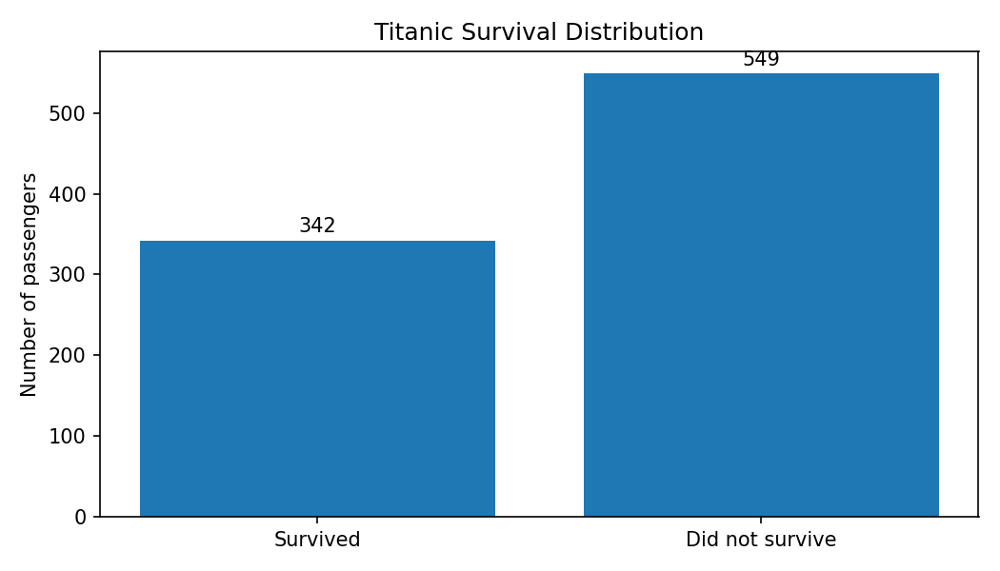 Titanic Survival Distribution
Number of passengers
500
400
300
200
100
0
342
549
Survived
Did not survive